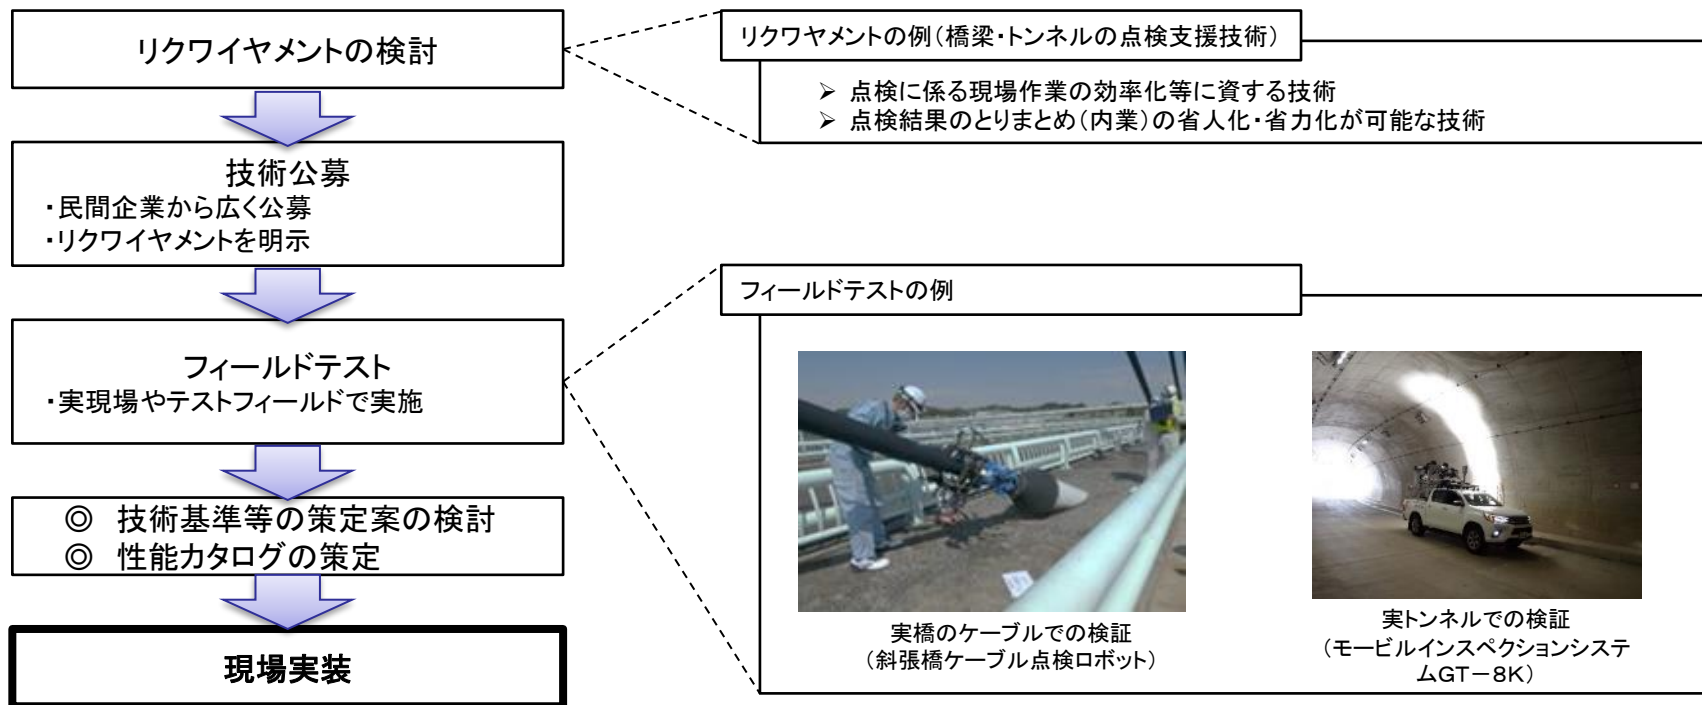 リクワイヤメントの検討
技術公募
・民間企業から広く公募
・リクワイヤメントを明示
フィールドテスト
・実現場やテストフィールドで実施
◎ 技術基準等の策定案の検討
◎ 性能カタログの策定
現場実装
リクワヤメントの例（橋梁・トンネルの点検支援技術）
➢ 点検に係る現場作業の効率化等に資する技術
➢ 点検結果のとりまとめ（内業）の省人化・省力化が可能な技術
フィールドテストの例
実橋のケーブルでの検証
（斜張橋ケーブル点検ロボット）
実トンネルでの検証
（モービルインスペクションシステ
ムGT－8K）